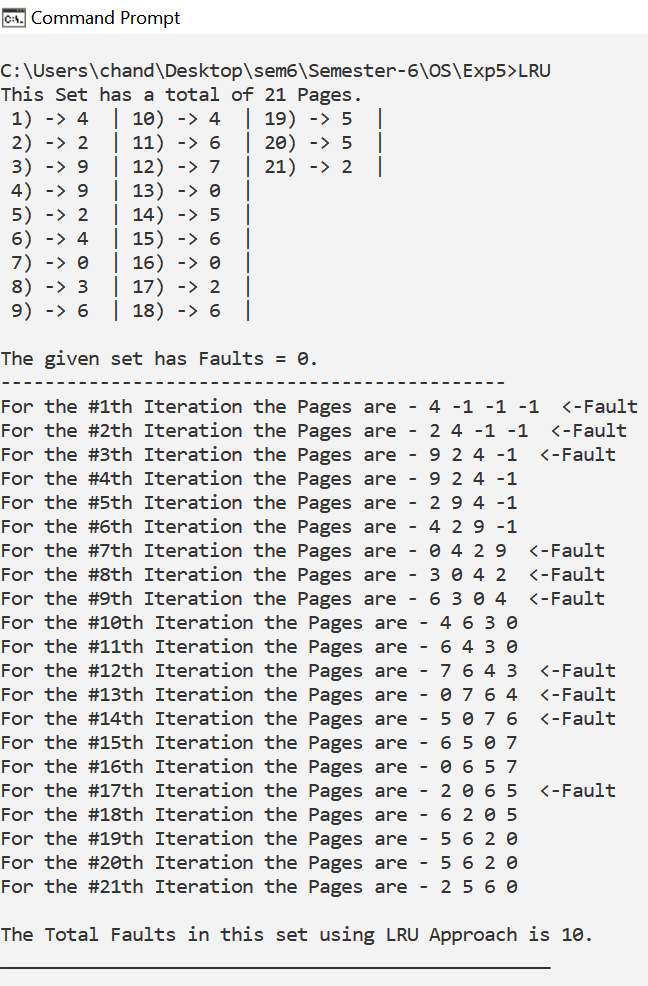 Command Prompt
C:\Users\chand\Desktop\sem6\Semester-6\OS\Exp5>LRU
This Set has a total of 21 Pages.
 1) -> 4  | 10) -> 4  | 19) -> 5  |
 2) -> 2  | 11) -> 6  | 20) -> 5  |
 3) -> 9  | 12) -> 7  | 21) -> 2  |
 4) -> 9  | 13) -> 0  |
 5) -> 2  | 14) -> 5  |
 6) -> 4  | 15) -> 6  |
 7) -> 0  | 16) -> 0  |
 8) -> 3  | 17) -> 2  |
 9) -> 6  | 18) -> 6  |
The given set has Faults = 0.
----------------------------------------------
For the #1th Iteration the Pages are - 4 -1 -1 -1  <-Fault
For the #2th Iteration the Pages are - 2 4 -1 -1  <-Fault
For the #3th Iteration the Pages are - 9 2 4 -1  <-Fault
For the #4th Iteration the Pages are - 9 2 4 -1
For the #5th Iteration the Pages are - 2 9 4 -1
For the #6th Iteration the Pages are - 4 2 9 -1
For the #7th Iteration the Pages are - 0 4 2 9  <-Fault
For the #8th Iteration the Pages are - 3 0 4 2  <-Fault
For the #9th Iteration the Pages are - 6 3 0 4  <-Fault
For the #10th Iteration the Pages are - 4 6 3 0
For the #11th Iteration the Pages are - 6 4 3 0
For the #12th Iteration the Pages are - 7 6 4 3  <-Fault
For the #13th Iteration the Pages are - 0 7 6 4  <-Fault
For the #14th Iteration the Pages are - 5 0 7 6  <-Fault
For the #15th Iteration the Pages are - 6 5 0 7
For the #16th Iteration the Pages are - 0 6 5 7
For the #17th Iteration the Pages are - 2 0 6 5  <-Fault
For the #18th Iteration the Pages are - 6 2 0 5
For the #19th Iteration the Pages are - 5 6 2 0
For the #20th Iteration the Pages are - 5 6 2 0
For the #21th Iteration the Pages are - 2 5 6 0
The Total Faults in this set using LRU Approach is 10.
__________________________________________________